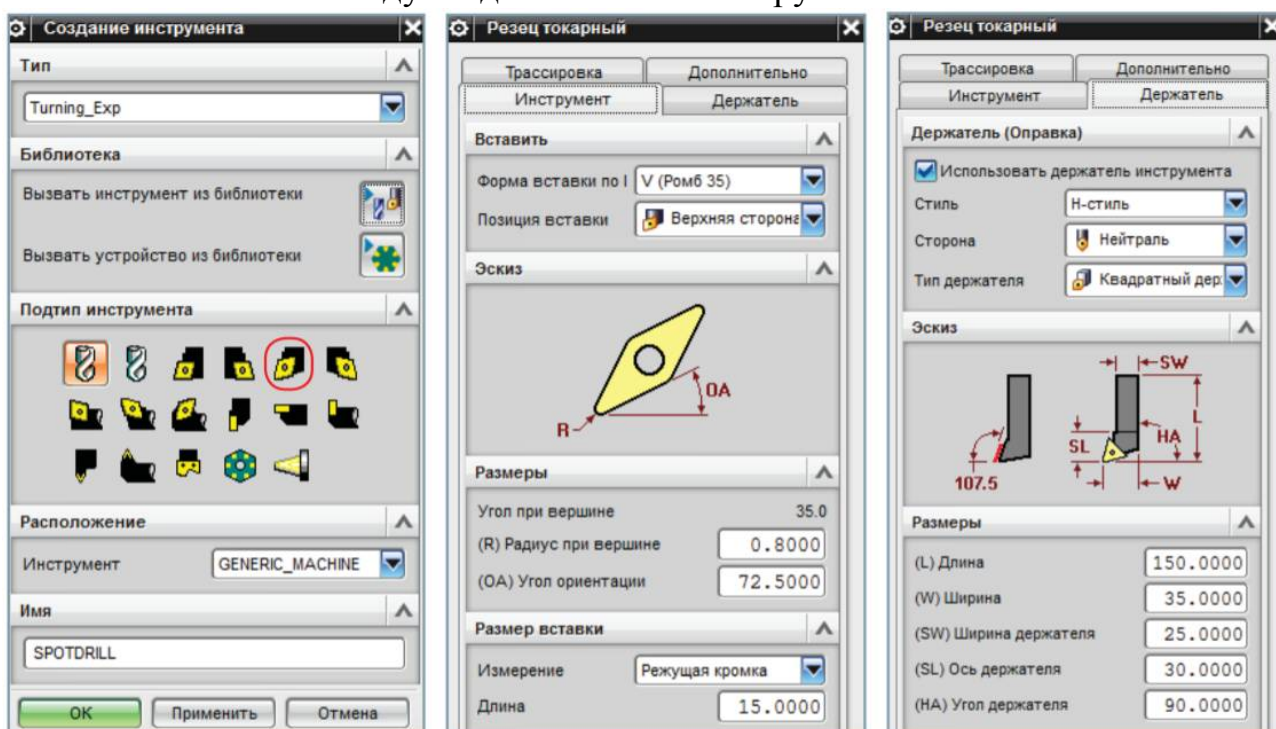 Создание инструмента
Тип
Turning_Exp
Библиотека
Вызвать инструмент из библиотеки
Вызвать устройство из библиотеки
Подтип инструмента
Расположение
Инструмент
GENERIC_MACHINE
Имя
SPOTDRILL
OK
Применить
Отмена
Резец токарный
Трассировка
Дополнительно
Инструмент
Держатель
Вставить
Форма вставки по I
V (Ромб 35)
Позиция вставки
Верхняя сторона
Эскиз
OA
R
Размеры
Угол при вершине
35.0
(R) Радиус при вершине
0.8000
(OA) Угол ориентации
72.5000
Размер вставки
Измерение
Режущая кромка
Длина
15.0000
Резец токарный
Трассировка
Дополнительно
Инструмент
Держатель
Держатель (Оправка)
Использовать держатель инструмента
Стиль
Н-стиль
Сторона
Нейтраль
Тип держателя
Квадратный дер:
Эскиз
SW
L
SL
HA
107.5
W
Размеры
(L) Длина
150.0000
(W) Ширина
35.0000
(SW) Ширина держателя
25.0000
(SL) Ось держателя
30.0000
(HA) Угол держателя
90.0000